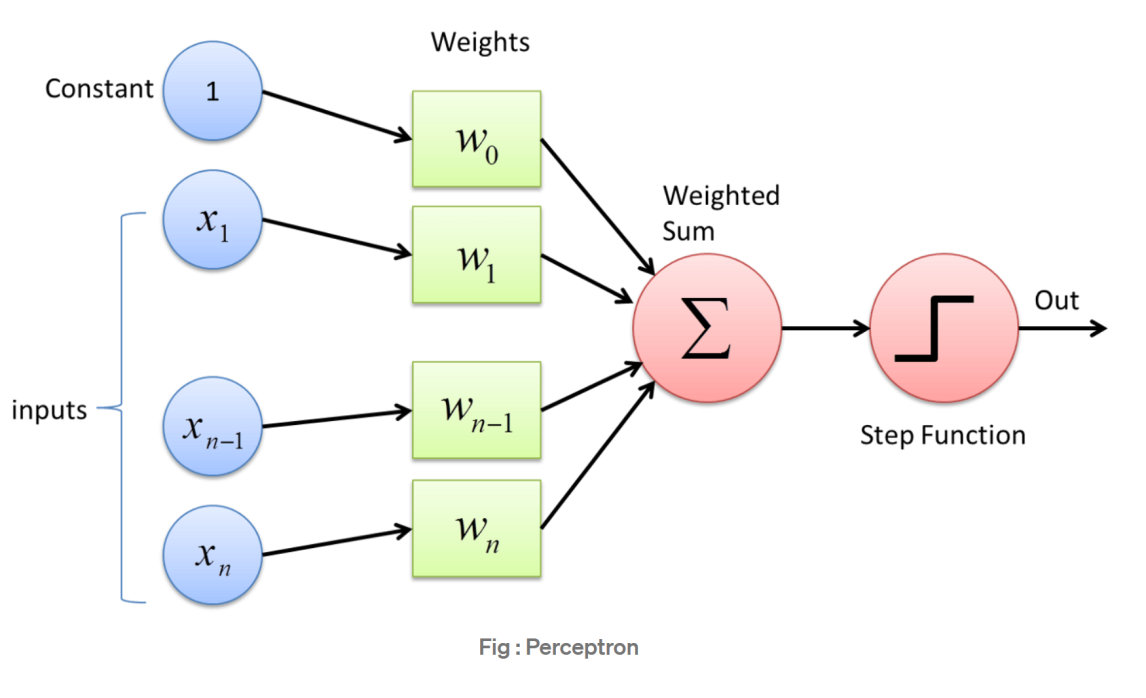 Weights
Constant
1
w0
x1
w1
Weighted
Sum
Σ
Out
inputs
xn−1
wn−1
Step Function
xn
wn
Fig : Perceptron